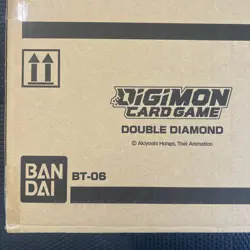 DIGIMON
CARD GAME
DOUBLE DIAMOND
© Akiyoshi Hongo, Toei Animation
BAN
DAI
BT-06